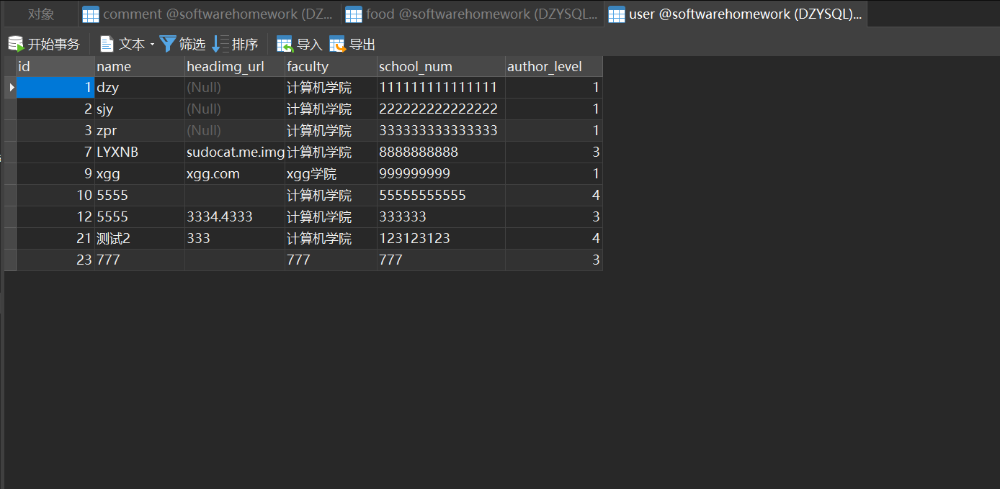 对象 comment @softwarehomework (DZ... food @softwarehomework (DZYSQL... user @softwarehomework (DZYSQL)...
开始事务 文本 筛选 排序 导入 导出
id name headimg_url faculty school_num author_level
1 dzy (Null) 计算机学院 111111111111111 1
2 sjy (Null) 计算机学院 222222222222222 1
3 zpr (Null) 计算机学院 333333333333333 1
7 LYXNB sudocat.me.img 计算机学院 8888888888 3
9 xgg xgg.com xgg学院 999999999 1
10 5555 计算机学院 55555555555 4
12 5555 3334.4333 计算机学院 333333 3
21 测试2 333 计算机学院 123123123 4
23 777 777 777 3